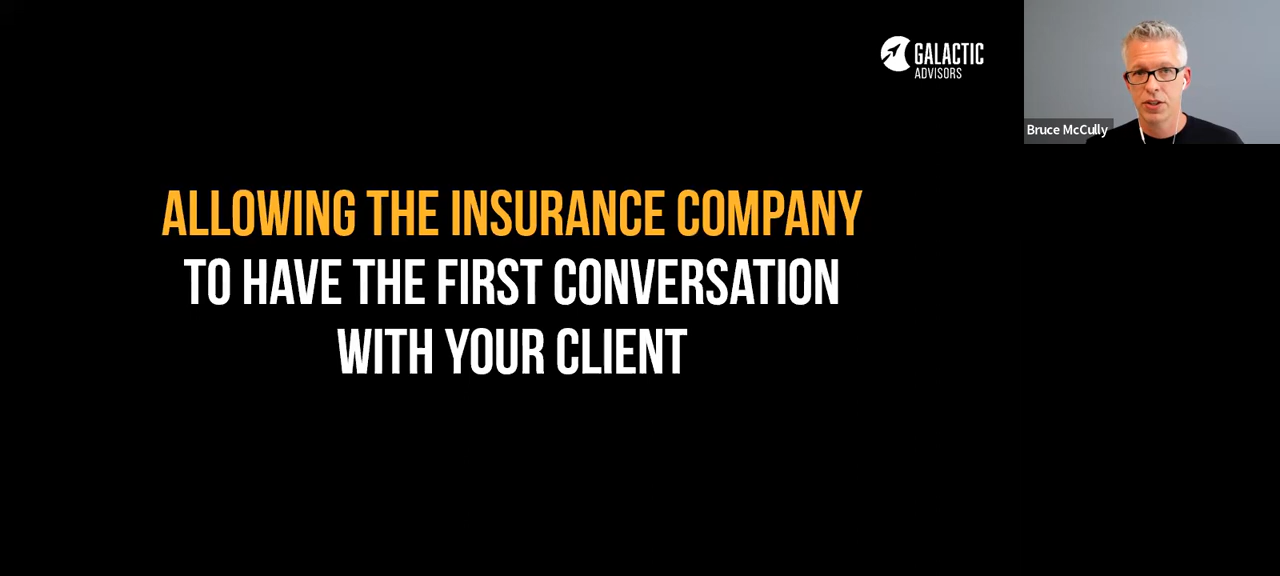 GALACTIC
ADVISORS
Bruce McCully
ALLOWING THE INSURANCE COMPANY
TO HAVE THE FIRST CONVERSATION
WITH YOUR CLIENT